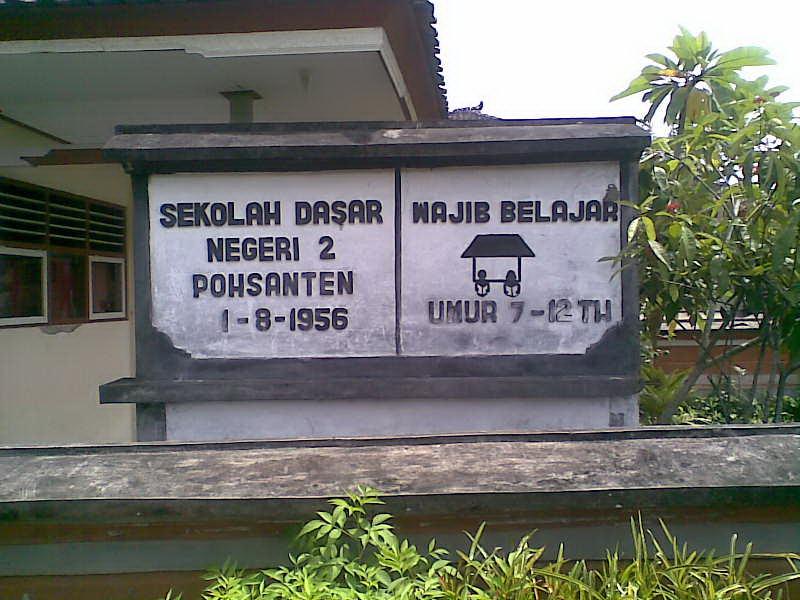 SEKOLAH DASAR
NEGERI 2
POHSANTEN
1-8-1956
WAJIB BELAJAR
UMUR 7-12 TH